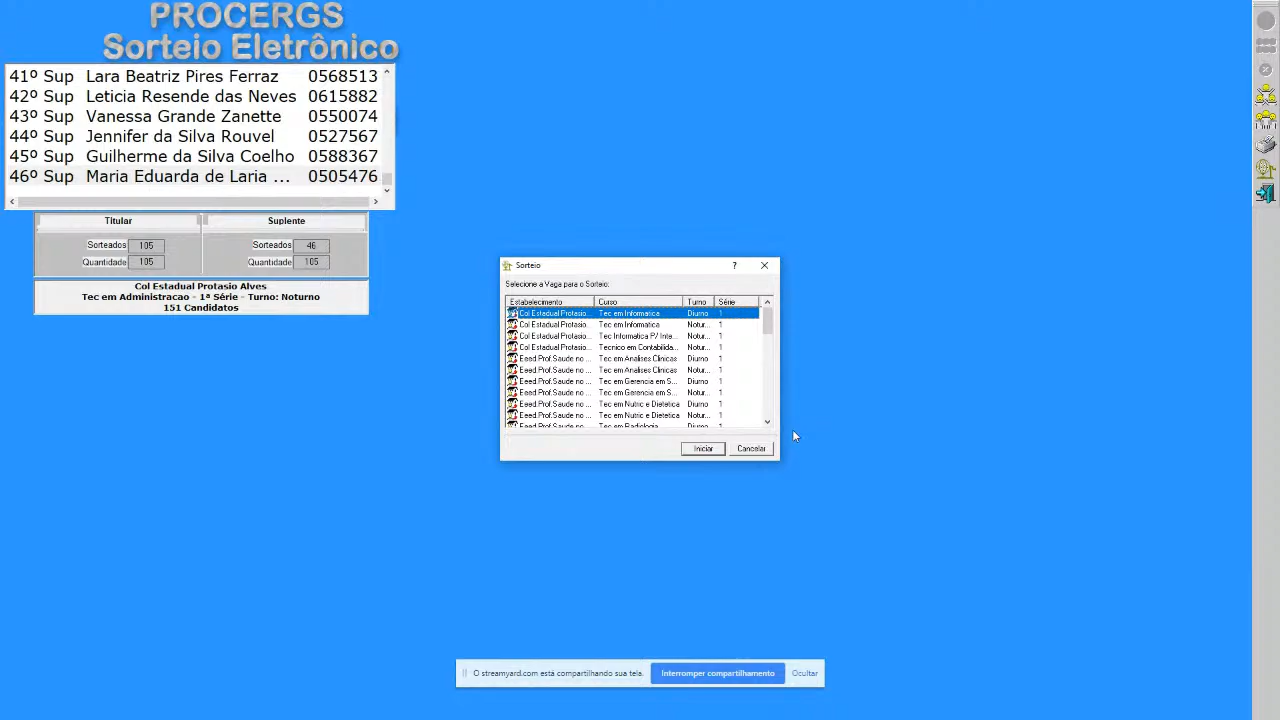 PROCERGS
Sorteio Eletrônico
41º Sup Lara Beatriz Pires Ferraz 0568513
42º Sup Leticia Resende das Neves 0615882
43º Sup Vanessa Grande Zanette 0550074
44º Sup Jennifer da Silva Rouvel 0527567
45º Sup Guilherme da Silva Coelho 0588367
46º Sup Maria Eduarda de Laria ... 0505476
Titular Suplente
Sorteados 105 Sorteados 46
Quantidade 105 Quantidade 105
Col Estadual Protasio Alves
Tec em Administracao - 1ª Série - Turno: Noturno
151 Candidatos
Sorteio ?
Selecione a Vaga para o Sorteio:
Estabelecimento Curso Turno Série
Col Estadual Protasio... Tec em Informatica Diurno 1
Col Estadual Protasio... Tec em Informatica Notur... 1
Col Estadual Protasio... Tec Informatica P/ Inte... Notur... 1
Col Estadual Protasio... Tecnico em Contabilida... Notur... 1
Eeed.Prof.Saude no ... Tec em Analises Clinicas Diurno 1
Eeed.Prof.Saude no ... Tec em Analises Clinicas Notur... 1
Eeed.Prof.Saude no ... Tec em Gerencia em S... Diurno 1
Eeed.Prof.Saude no ... Tec em Gerencia em S... Notur... 1
Eeed.Prof.Saude no ... Tec em Nutric e Dietetica Diurno 1
Eeed.Prof.Saude no ... Tec em Nutric e Dietetica Notur... 1
Eeed.Prof.Saude no ... Tec em Radiologia Diurno 1
Iniciar Cancelar
O streamyard.com está compartilhando sua tela. Interromper compartilhamento Ocultar